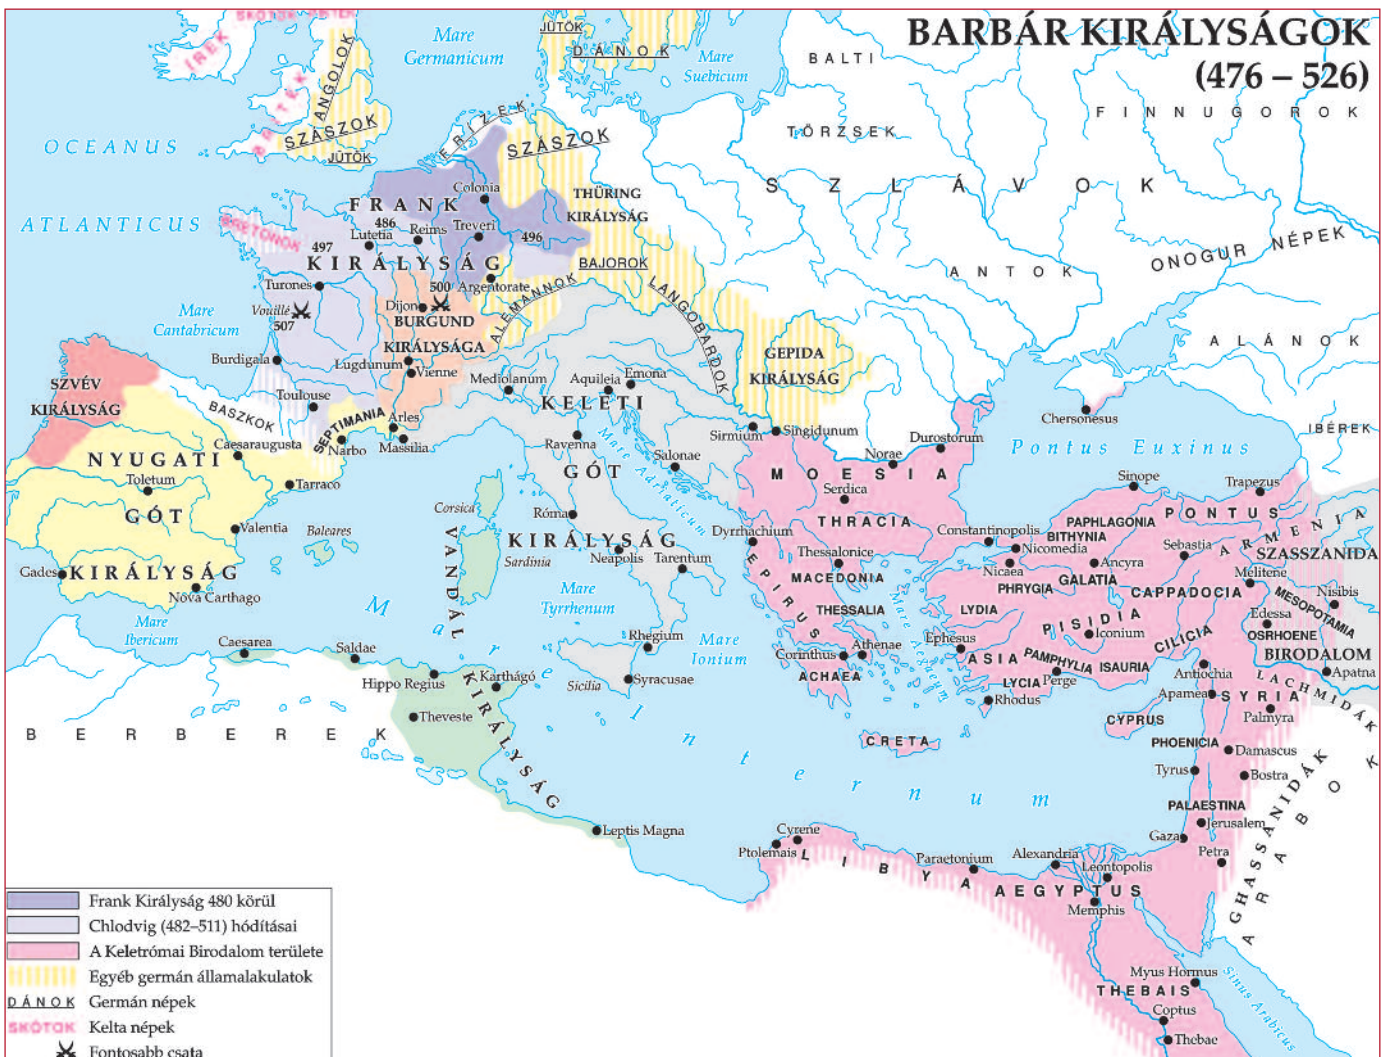 BARBÁR KIRÁLYSÁGOK
(476 – 526)
SKÓTOK
ÍREK
BRITEK
ANGOLOK
SZÁSZOK
JÜTÖK
Mare
Germanicum
JÜTÖK
DÁNOK
Mare
Suebicum
BALTI
TÖRZSEK
FINNUGOROK
OCEANUS
ATLANTICUS
FRÍZEK
SZÁSZOK
SZLÁVOK
THÜRING
KIRÁLYSÁG
Colonia
FRANK
486
Reims
Treveri
496
Lutetia
497
BRETONOK
KIRÁLYSÁG
BAJOROK
LANGOBARDOK
ANTOK
ONOGUR NÉPEK
ALÁNOK
IBÉREK
Turones
Argentorate
ALEMANNOK
500
Dijon
Vouillé
507
BURGUND
KIRÁLYSÁGA
Mare
Cantabricum
Burdigala
Lugdunum
Vienne
GEPIDA
KIRÁLYSÁG
SZVÉV
KIRÁLYSÁG
BASZKOK
Toulouse
SEPTIMANIA
Arles
Narbo
Massilia
Mediolanum
Aquileia
Emona
KELETI
Ravenna
GÓT
Mare Adriaticum
Salonae
Sirmium
Singidunum
Chersonesus
Pontus Euxinus
NYUGATI
Caesaraugusta
Toletum
Tarraco
GÓT
Valentia
Baleares
Gades
KIRÁLYSÁG
Nova Carthago
Mare
Ibericum
Corsica
Sardinia
VANDÁL
KIRÁLYSÁG
Róma
KIRÁLYSÁG
Neapolis
Tarentum
Mare
Tyrrhenum
Rhegium
Mare
Ionium
Sicilia
Syracusae
Mare Internum
Durostorum
Norae
MOESIA
Serdica
THRACIA
Dyrrhachium
EPIRUS
Thessalonice
MACEDONIA
THESSALIA
Mare Aegaeum
Corinthus
Athenae
ACHAEA
CRETA
Constantinopolis
Nicomedia
Nicaea
BITHYNIA
PAPHLAGONIA
PONTUS
Sinope
Trapezus
ARMENIA
Sebastia
Ancyra
GALATIA
PHRYGIA
CAPPADOCIA
Melitene
LYDIA
PISIDIA
Iconium
CILICIA
Ephesus
ASIA
PAMPHYLIA
ISAURIA
LYCIA
Perge
Rhodus
CYPRUS
SZASSZANIDA
BIRODALOM
Nisibis
MESOPOTAMIA
Edessa
OSRHOENE
Apatna
LACHMIDÁK
Antiochia
Apamea
SYRIA
Palmyra
PHOENICIA
Damascus
Tyrus
Bostra
PALAESTINA
Jerusalem
Gaza
Petra
GHASSANIDÁK
ARABOK
Caesarea
Saldae
Hippo Regius
Karthágó
Theveste
BERBEREK
Leptis Magna
Cyrene
Ptolemais
LIBYA
Paraetonium
Alexandria
Leontopolis
AEGYPTUS
Memphis
Myus Hormus
THEBAIS
Coptus
Thebae
Sinus Arabicus
Frank Királyság 480 körül
Chlodvig (482–511) hódításai
A Keletrómai Birodalom területe
Egyéb germán államalakulatok
DÁNOK Germán népek
SKÓTOK Kelta népek
Fontosabb csata